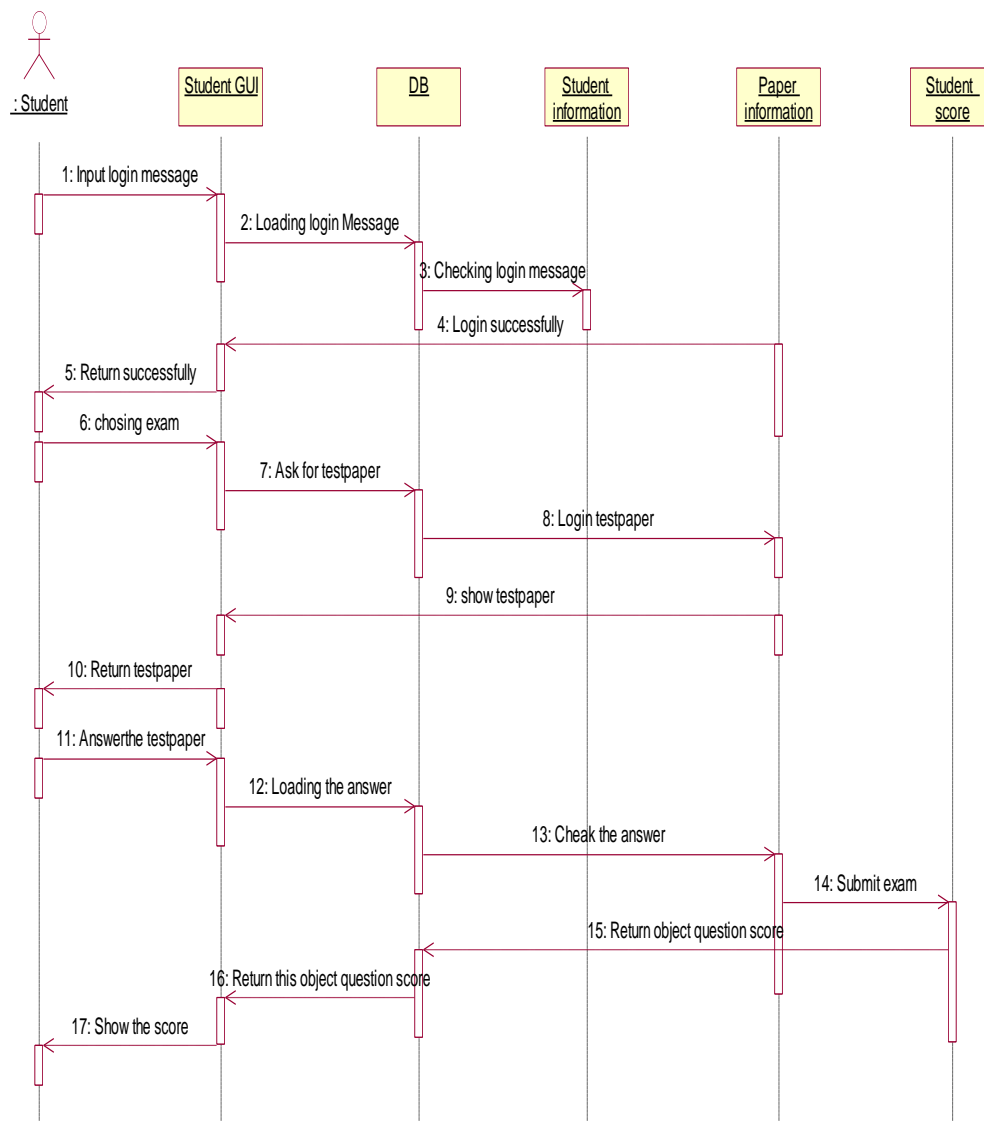 : Student
Student GUI
DB
Student
information
Paper
information
Student
score
1: Input login message
2: Loading login Message
3: Checking login message
4: Login successfully
5: Return successfully
6: chosing exam
7: Ask for testpaper
8: Login testpaper
9: show testpaper
10: Return testpaper
11: Answerthe testpaper
12: Loading the answer
13: Cheak the answer
14: Submit exam
15: Return object question score
16: Return this object question score
17: Show the score